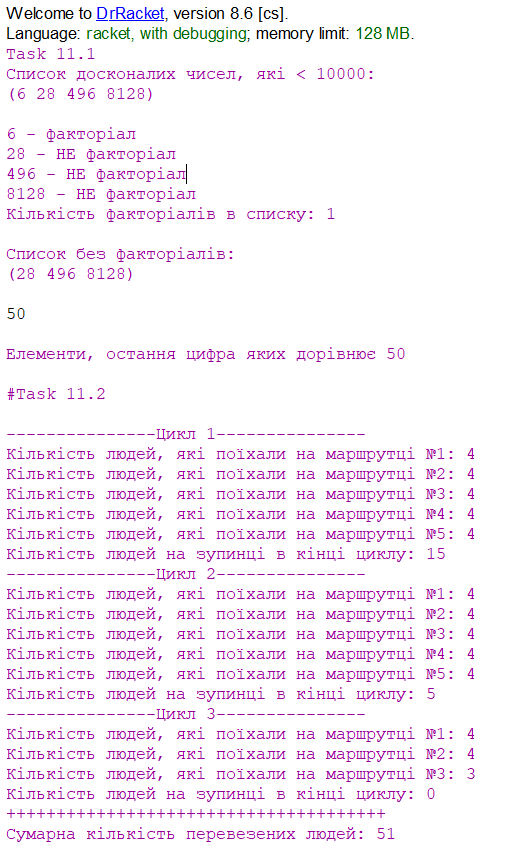 Welcome to DrRacket, version 8.6 [cs].
Language: racket, with debugging; memory limit: 128 MB.
Task 11.1
Список досконалих чисел, які < 10000:
(6 28 496 8128)
6 - факторіал
28 - НЕ факторіал
496 - НЕ факторіал
8128 - НЕ факторіал
Кількість факторіалів в списку: 1
Список без факторіалів:
(28 496 8128)
50
Елементи, остання цифра яких дорівнює 50
#Task 11.2
---------------Цикл 1---------------
Кількість людей, які поїхали на маршрутці №1: 4
Кількість людей, які поїхали на маршрутці №2: 4
Кількість людей, які поїхали на маршрутці №3: 4
Кількість людей, які поїхали на маршрутці №4: 4
Кількість людей, які поїхали на маршрутці №5: 4
Кількість людей на зупинці в кінці циклу: 15
---------------Цикл 2---------------
Кількість людей, які поїхали на маршрутці №1: 4
Кількість людей, які поїхали на маршрутці №2: 4
Кількість людей, які поїхали на маршрутці №3: 4
Кількість людей, які поїхали на маршрутці №4: 4
Кількість людей, які поїхали на маршрутці №5: 4
Кількість людей на зупинці в кінці циклу: 5
---------------Цикл 3---------------
Кількість людей, які поїхали на маршрутці №1: 4
Кількість людей, які поїхали на маршрутці №2: 4
Кількість людей, які поїхали на маршрутці №3: 3
Кількість людей на зупинці в кінці циклу: 0
++++++++++++++++++++++++++++++++++++++
Сумарна кількість перевезених людей: 51